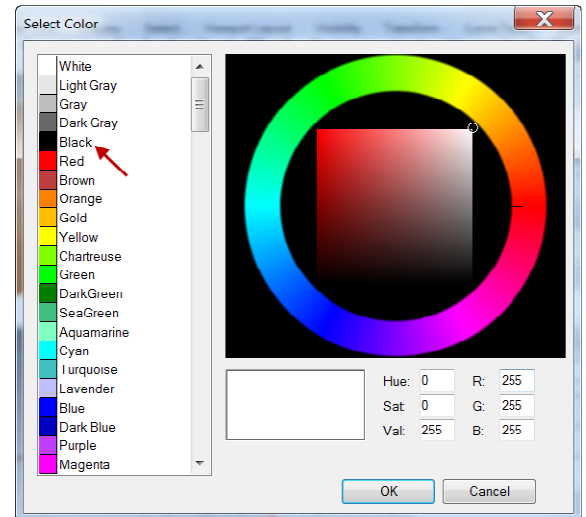 Select Color
White
Light Gray
Gray
Dark Gray
Black
Red
Brown
Orange
Gold
Yellow
Chartreuse
Green
DarkGreen
SeaGreen
Aquamarine
Cyan
Turquoise
Lavender
Blue
Dark Blue
Purple
Magenta
Hue: 0 R: 255
Sat: 0 G: 255
Val: 255 B: 255
OK Cancel